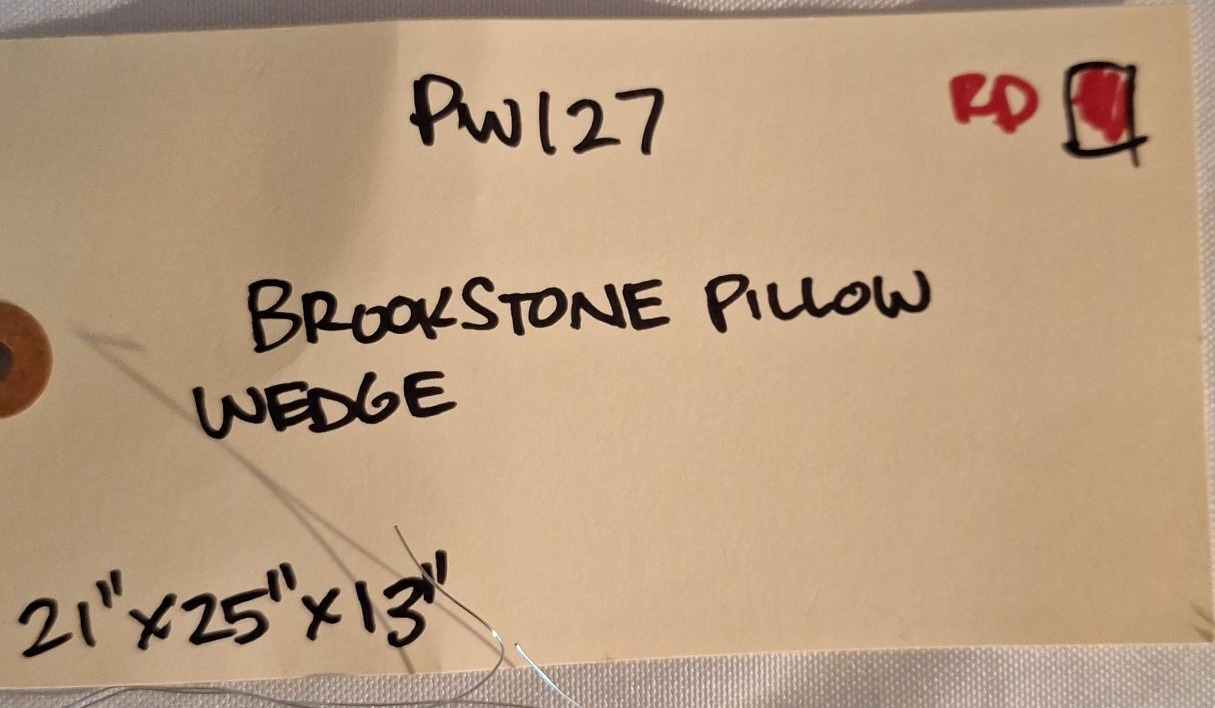 PW127 RD
BROOKSTONE PILLOW
WEDGE
21"x25"x13"